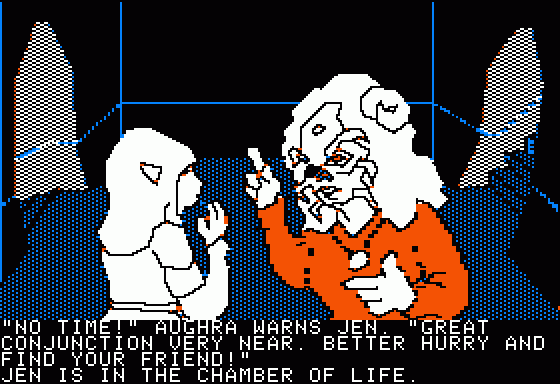 "NO TIME!" AUGHRA WARNS JEN. "GREAT
CONJUNCTION VERY NEAR. BETTER HURRY AND
FIND YOUR FRIEND!"
JEN IS IN THE CHAMBER OF LIFE.